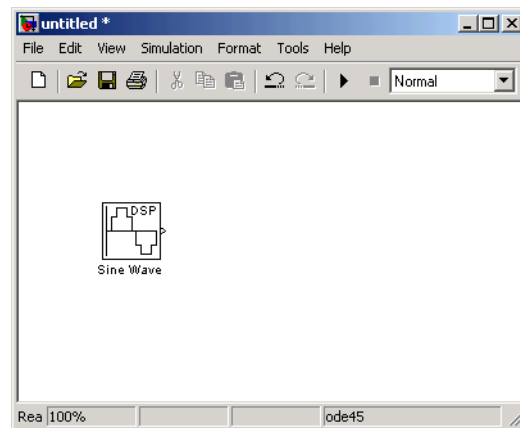 untitled *
File Edit View Simulation Format Tools Help
Normal
DSP
Sine Wave
Rea 100% ode45